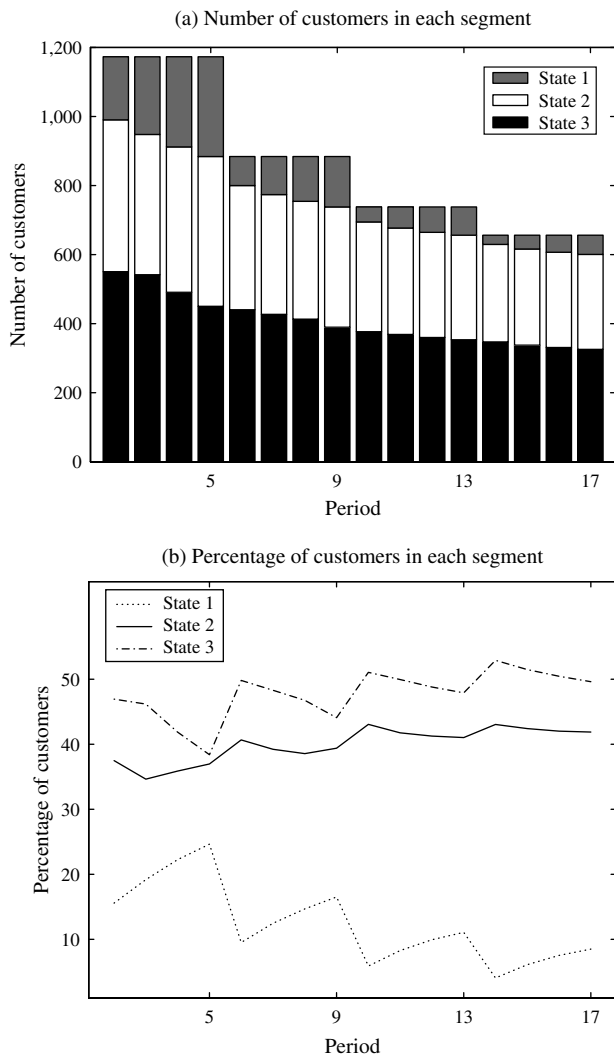 (a) Number of customers in each segment
1,200
1,000
800
600
400
200
0
Number of customers
State 1
State 2
State 3
5
9
13
17
Period
(b) Percentage of customers in each segment
State 1
State 2
State 3
50
40
30
20
10
Percentage of customers
5
9
13
17
Period